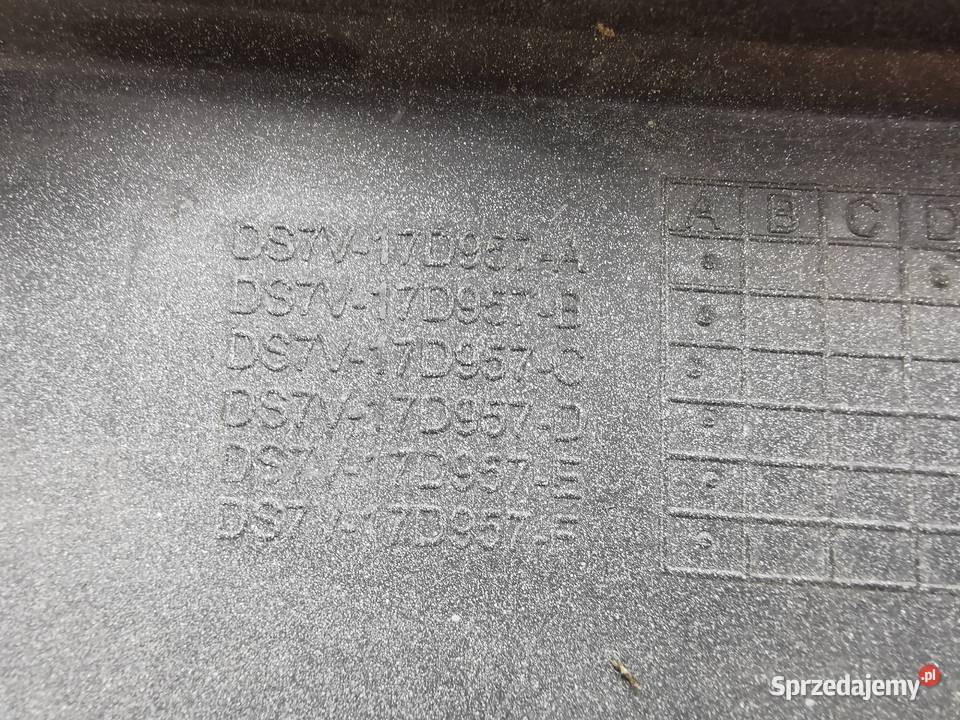 DS7V-17D957-A
DS7V-17D957-B
DS7V-17D957-C
DS7V-17D957-D
DS7V-17D957-E
DS7V-17D957-F
A B C D
Sprzedajemy.pl